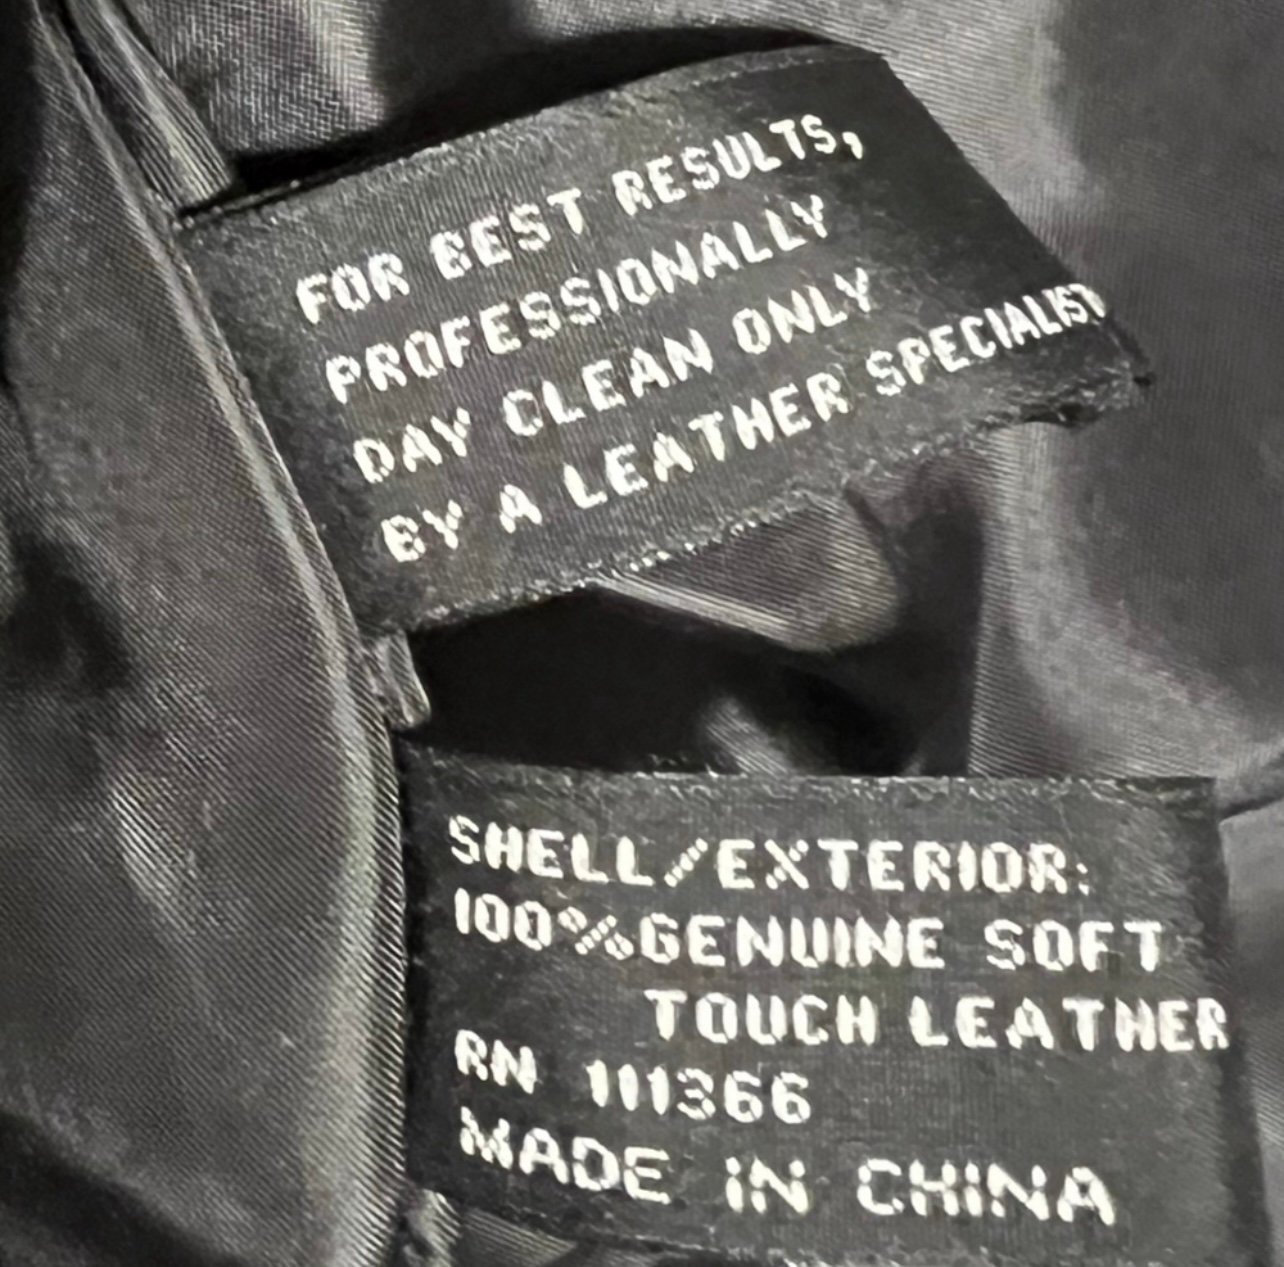 FOR BEST RESULTS,
PROFESSIONALLY
DAY CLEAN ONLY
BY A LEATHER SPECIALIST
SHELL/EXTERIOR:
100%GENUINE SOFT
TOUCH LEATHER
RN 111366
MADE IN CHINA